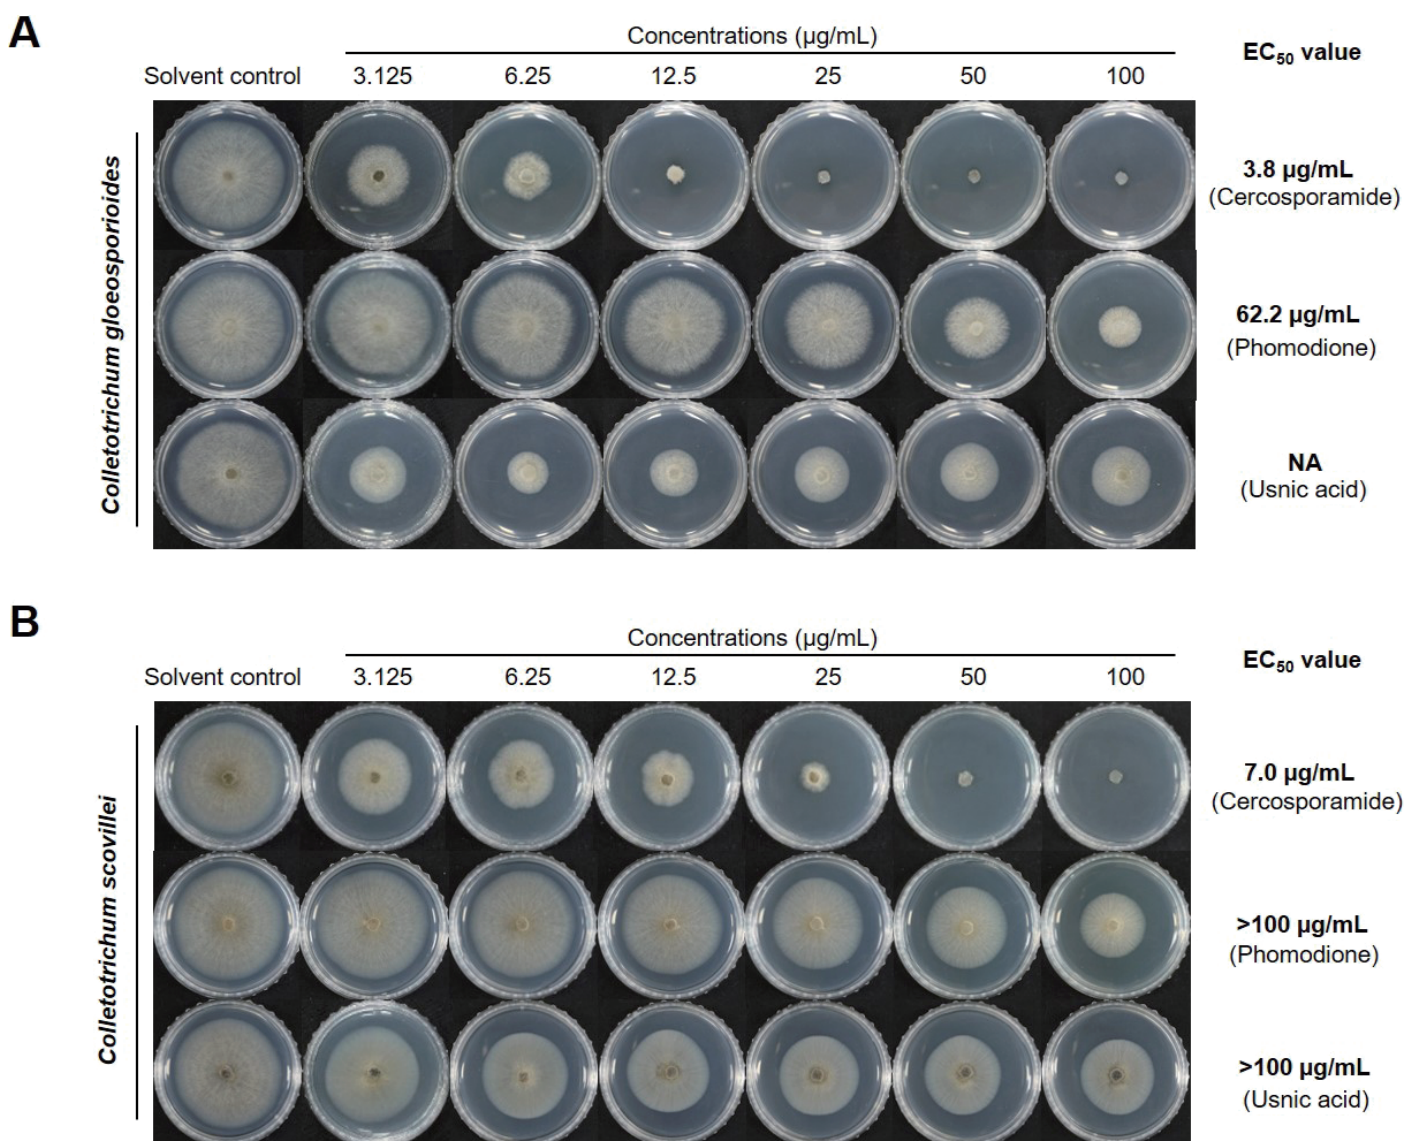 A
Concentrations (µg/mL)
EC50 value
Solvent control 3.125 6.25 12.5 25 50 100
Colletotrichum gloeosporioides
3.8 µg/mL
(Cercosporamide)
62.2 µg/mL
(Phomodione)
NA
(Usnic acid)
B
Concentrations (µg/mL)
EC50 value
Solvent control 3.125 6.25 12.5 25 50 100
Colletotrichum scovillei
7.0 µg/mL
(Cercosporamide)
>100 µg/mL
(Phomodione)
>100 µg/mL
(Usnic acid)